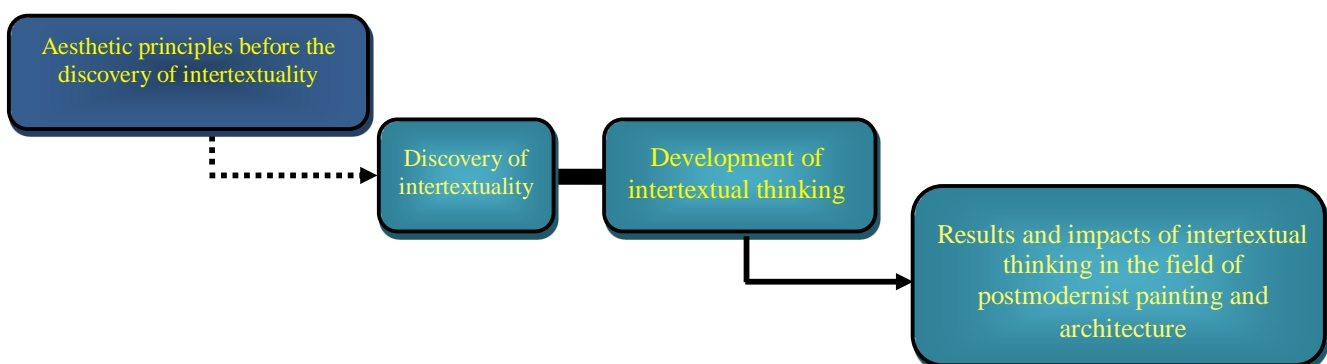 Aesthetic principles before the
discovery of intertextuality
Discovery of
intertextuality
Development of
intertextual thinking
Results and impacts of intertextual
thinking in the field of
postmodernist painting and
architecture